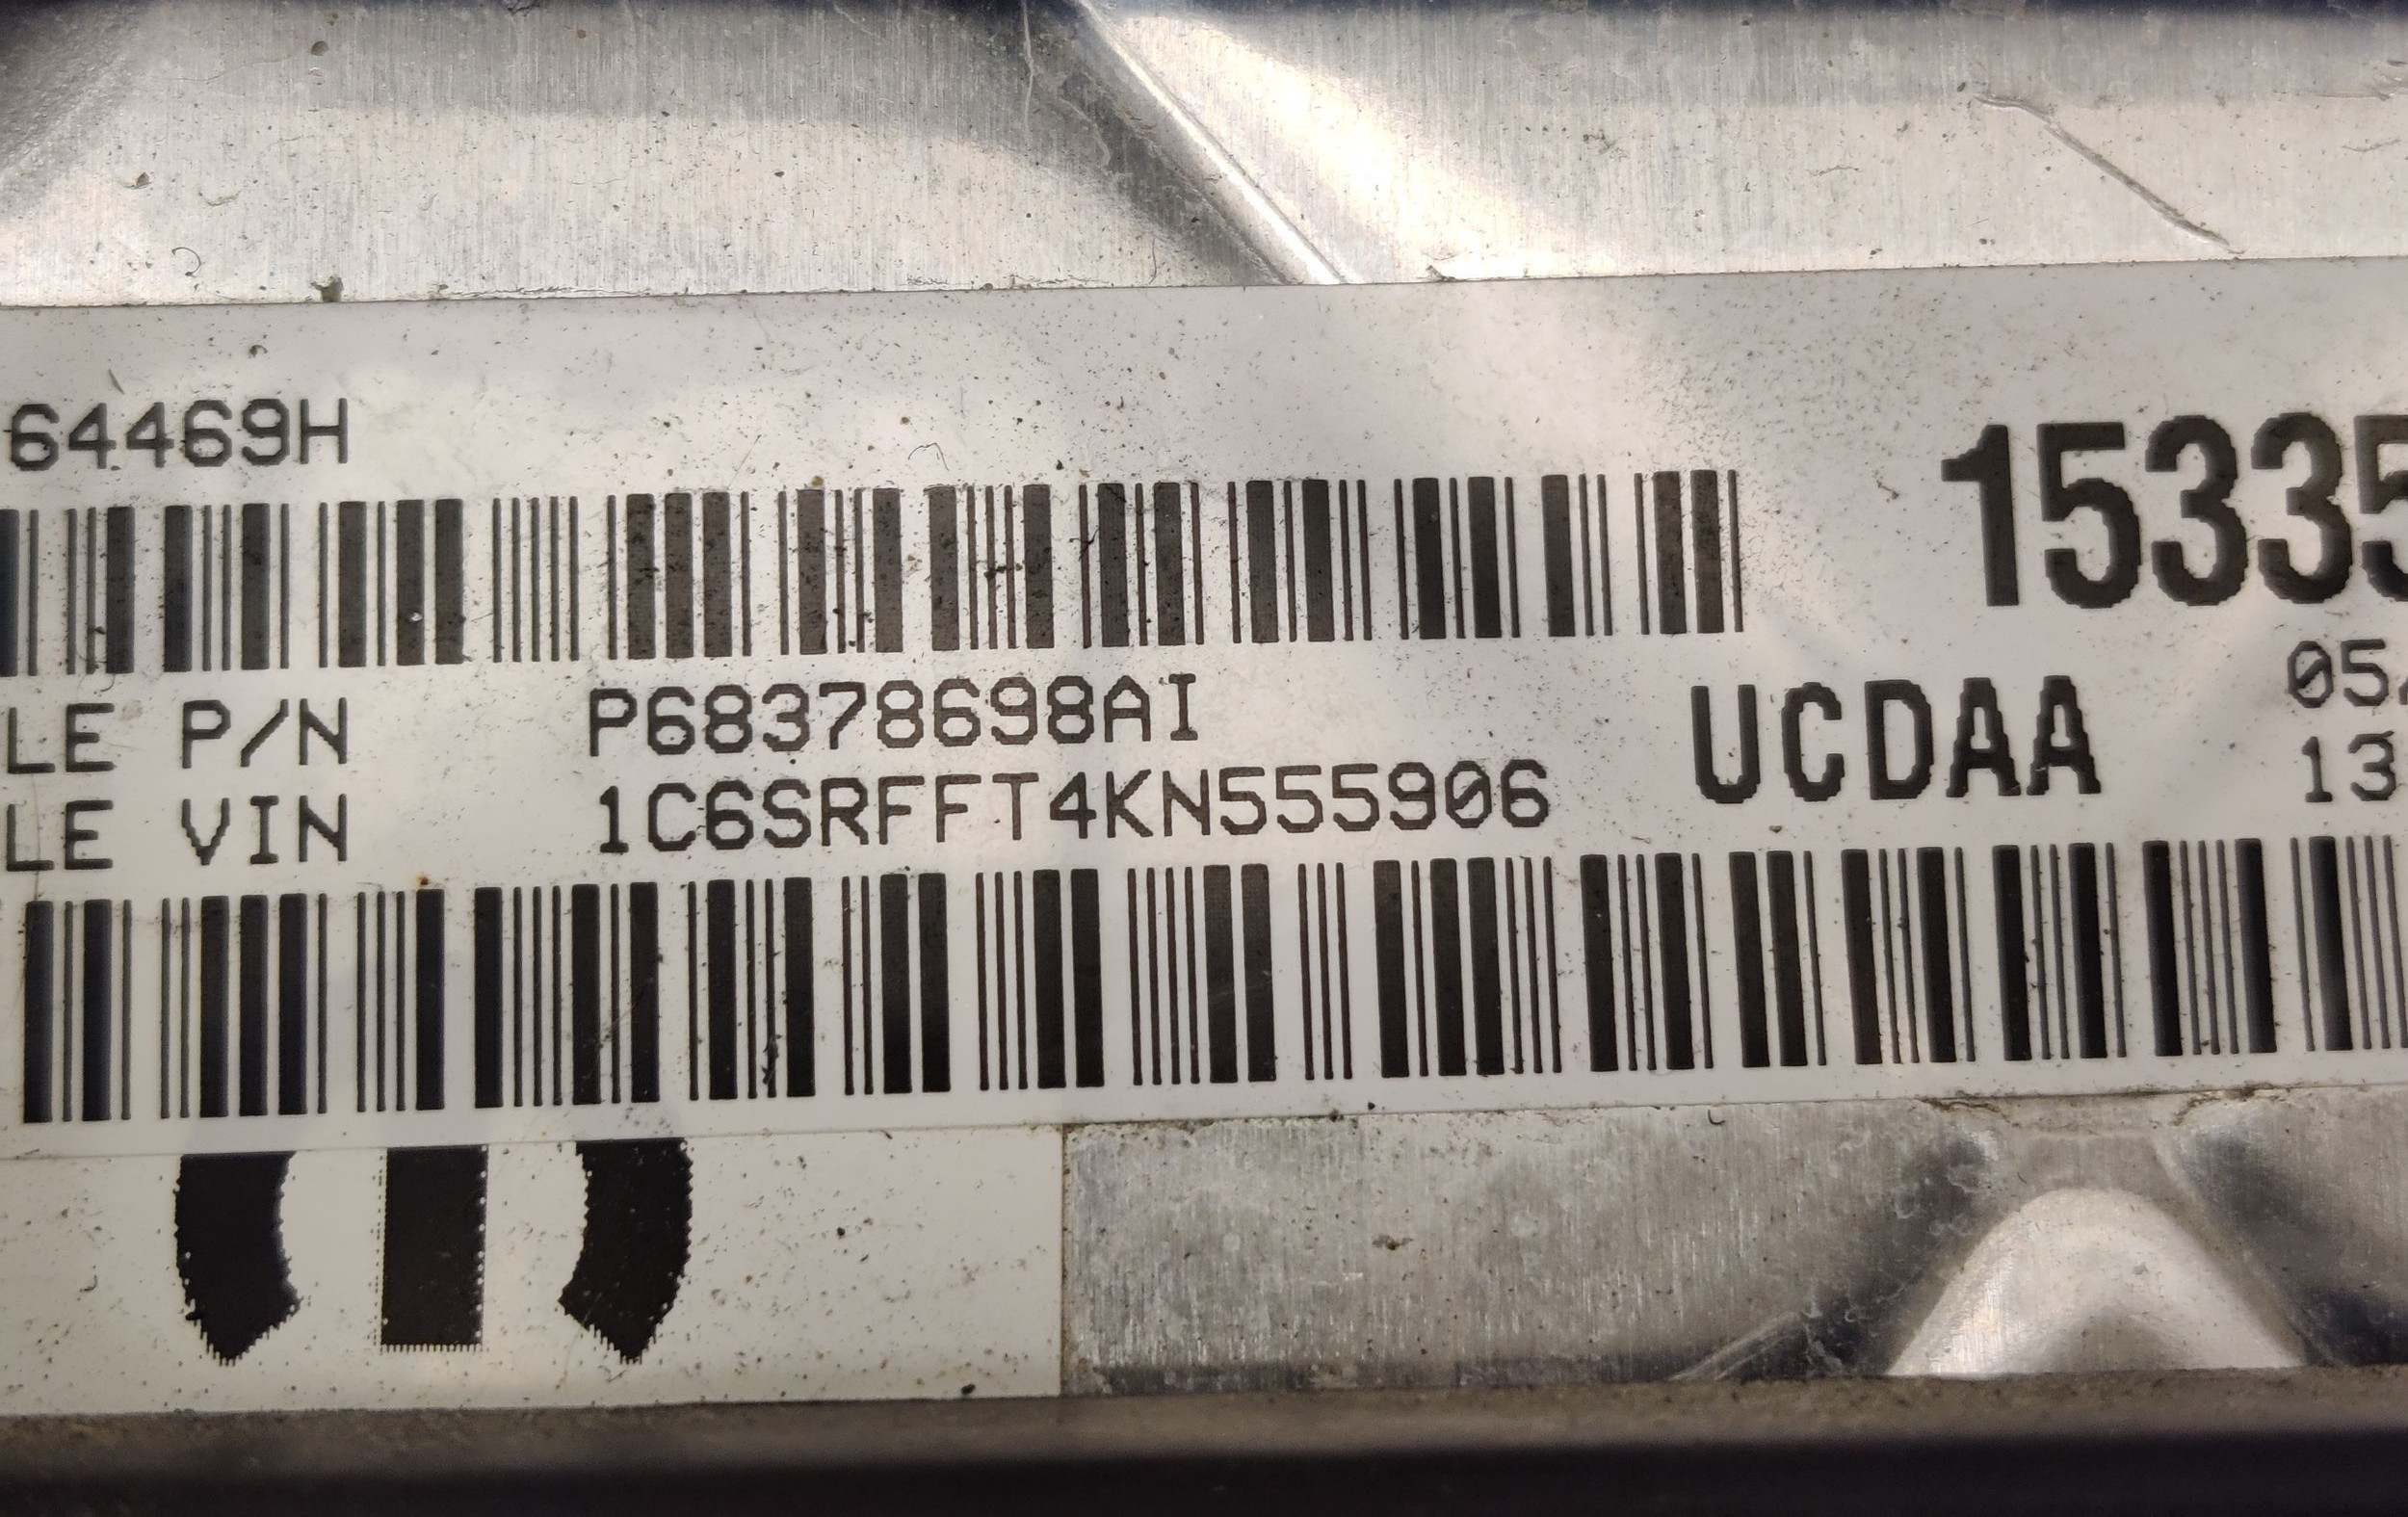 64469H
15335
LE P/N P68378698AI
UCDAA
05
LE VIN 1C6SRFFT4KN555906
13